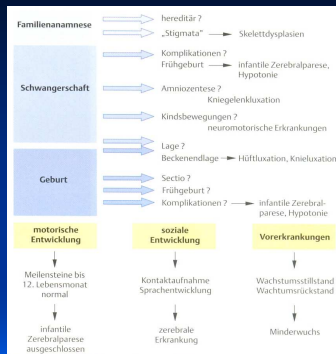 Familienanamnese
hereditär ?
„Stigmata" → Skelettdysplasien
Schwangerschaft
Komplikationen ?
Frühgeburt → infantile Zerebralparese,
Hypotonie
Amniozentese ?
Kniegelenkluxation
Kindsbewegungen ?
neuromotorische Erkrankungen
Lage ?
Beckenendlage → Hüftluxation, Knieluxation
Geburt
Sectio ?
Frühgeburt ?
Komplikationen ? → infantile Zerebral-
parese, Hypotonie
motorische
Entwicklung
Meilensteine bis
12. Lebensmonat
normal
infantile
Zerebralparese
ausgeschlossen
soziale
Entwicklung
Kontaktaufnahme
Sprachentwicklung
zerebrale
Erkrankung
Vorerkrankungen
Wachstumsstillstand
Wachtumsrückstand
Minderwuchs